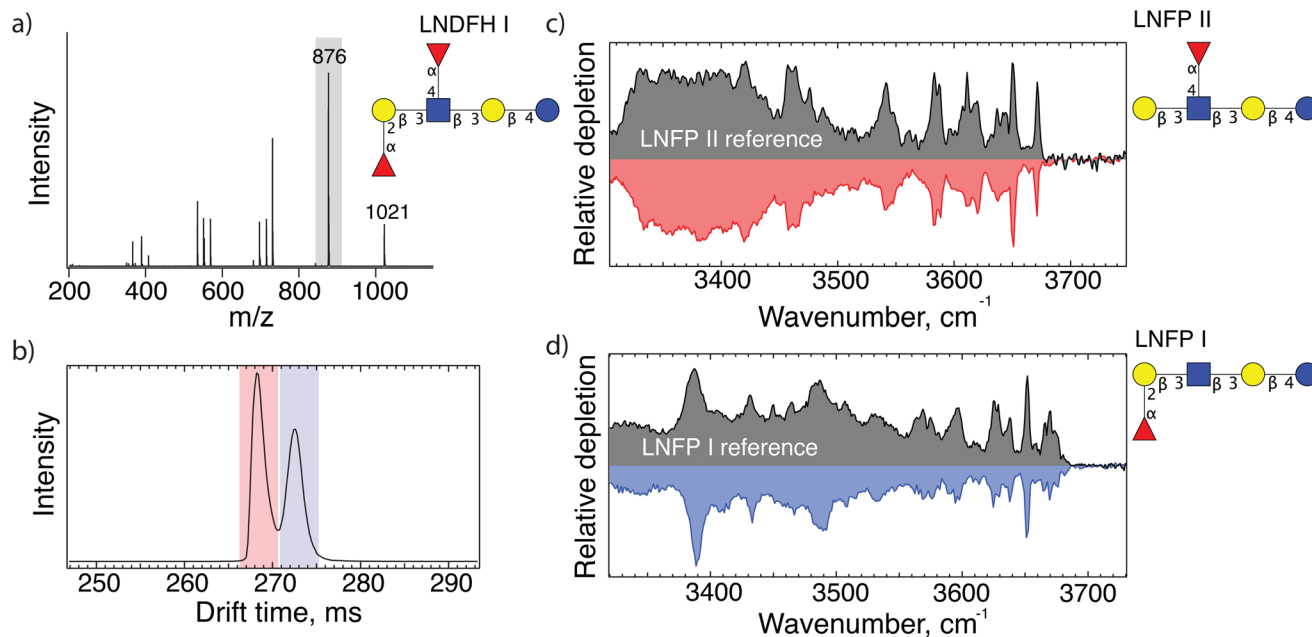 a)
LNDFH I
876
α
4
β 3
β 3
β 4
2
α
1021
Intensity
200
400
600
800
1000
m/z
b)
Intensity
250
260
270
280
290
Drift time, ms
c)
LNFP II
α
4
β 3
β 3
β 4
Relative depletion
Relative depletion
LNFP II reference
3400
3500
3600
3700
Wavenumber, cm-1
d)
LNFP I
β 3
β 3
β 4
2
α
Relative depletion
LNFP I reference
3400
3500
3600
3700
Wavenumber, cm-1